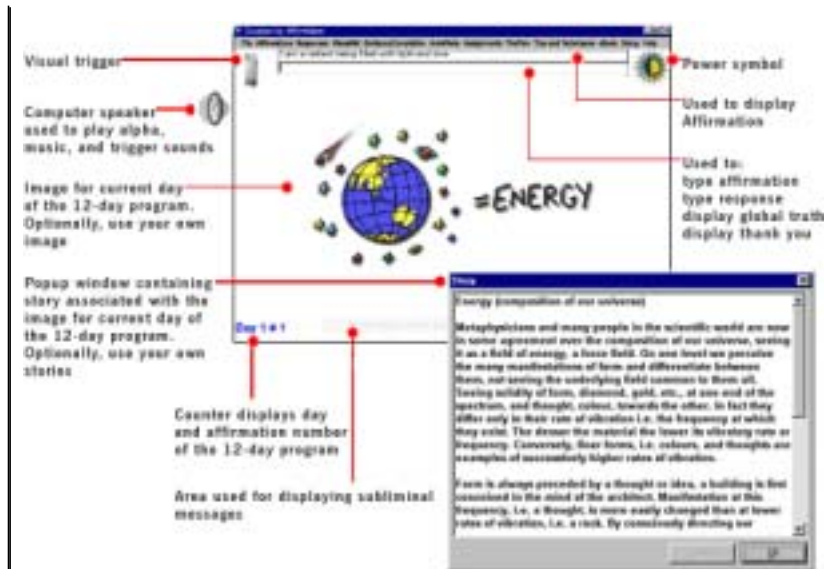 Visual trigger
Computer speaker
used to play alpha,
music, and trigger sounds
Image for current day
of the 12-day program.
Optionally, use your own
image
Popup window containing
story associated with the
image for current day of
the 12-day program.
Optionally, use your own
stories
Counter displays day
and affirmation number
of the 12-day program
Area used for displaying subliminal
messages
Power symbol
Used to display
Affirmation
Used to:
type affirmation
type response
display global truth
display thank you
I am a radiant being filled with light and love
=ENERGY
Day 1 # 1
Story
Energy (composition of our universe)
Metaphysicians and many people in the scientific world are now
in some agreement over the composition of our universe, seeing
it as a field of energy, a force field. On one level we perceive
the many manifestations of form and differentiate between
them, not seeing the underlying field common to them all.
Seeing solidity of form, diamond, gold, etc., at one end of the
spectrum, and thought, colour, towards the other. In fact they
differ only in their rate of vibration i.e. the frequency at which
they exist. The denser the material the lower its vibratory rate or
frequency. Conversely, finer forms, i.e. colours, and thoughts are
examples of successively higher rates of vibration.
Form is always preceded by a thought or idea, a building is first
conceived in the mind of the architect. Manifestation at this
frequency, i.e. a thought, is more easily changed than at lower
rates of vibration, i.e. a rock. By consciously directing our